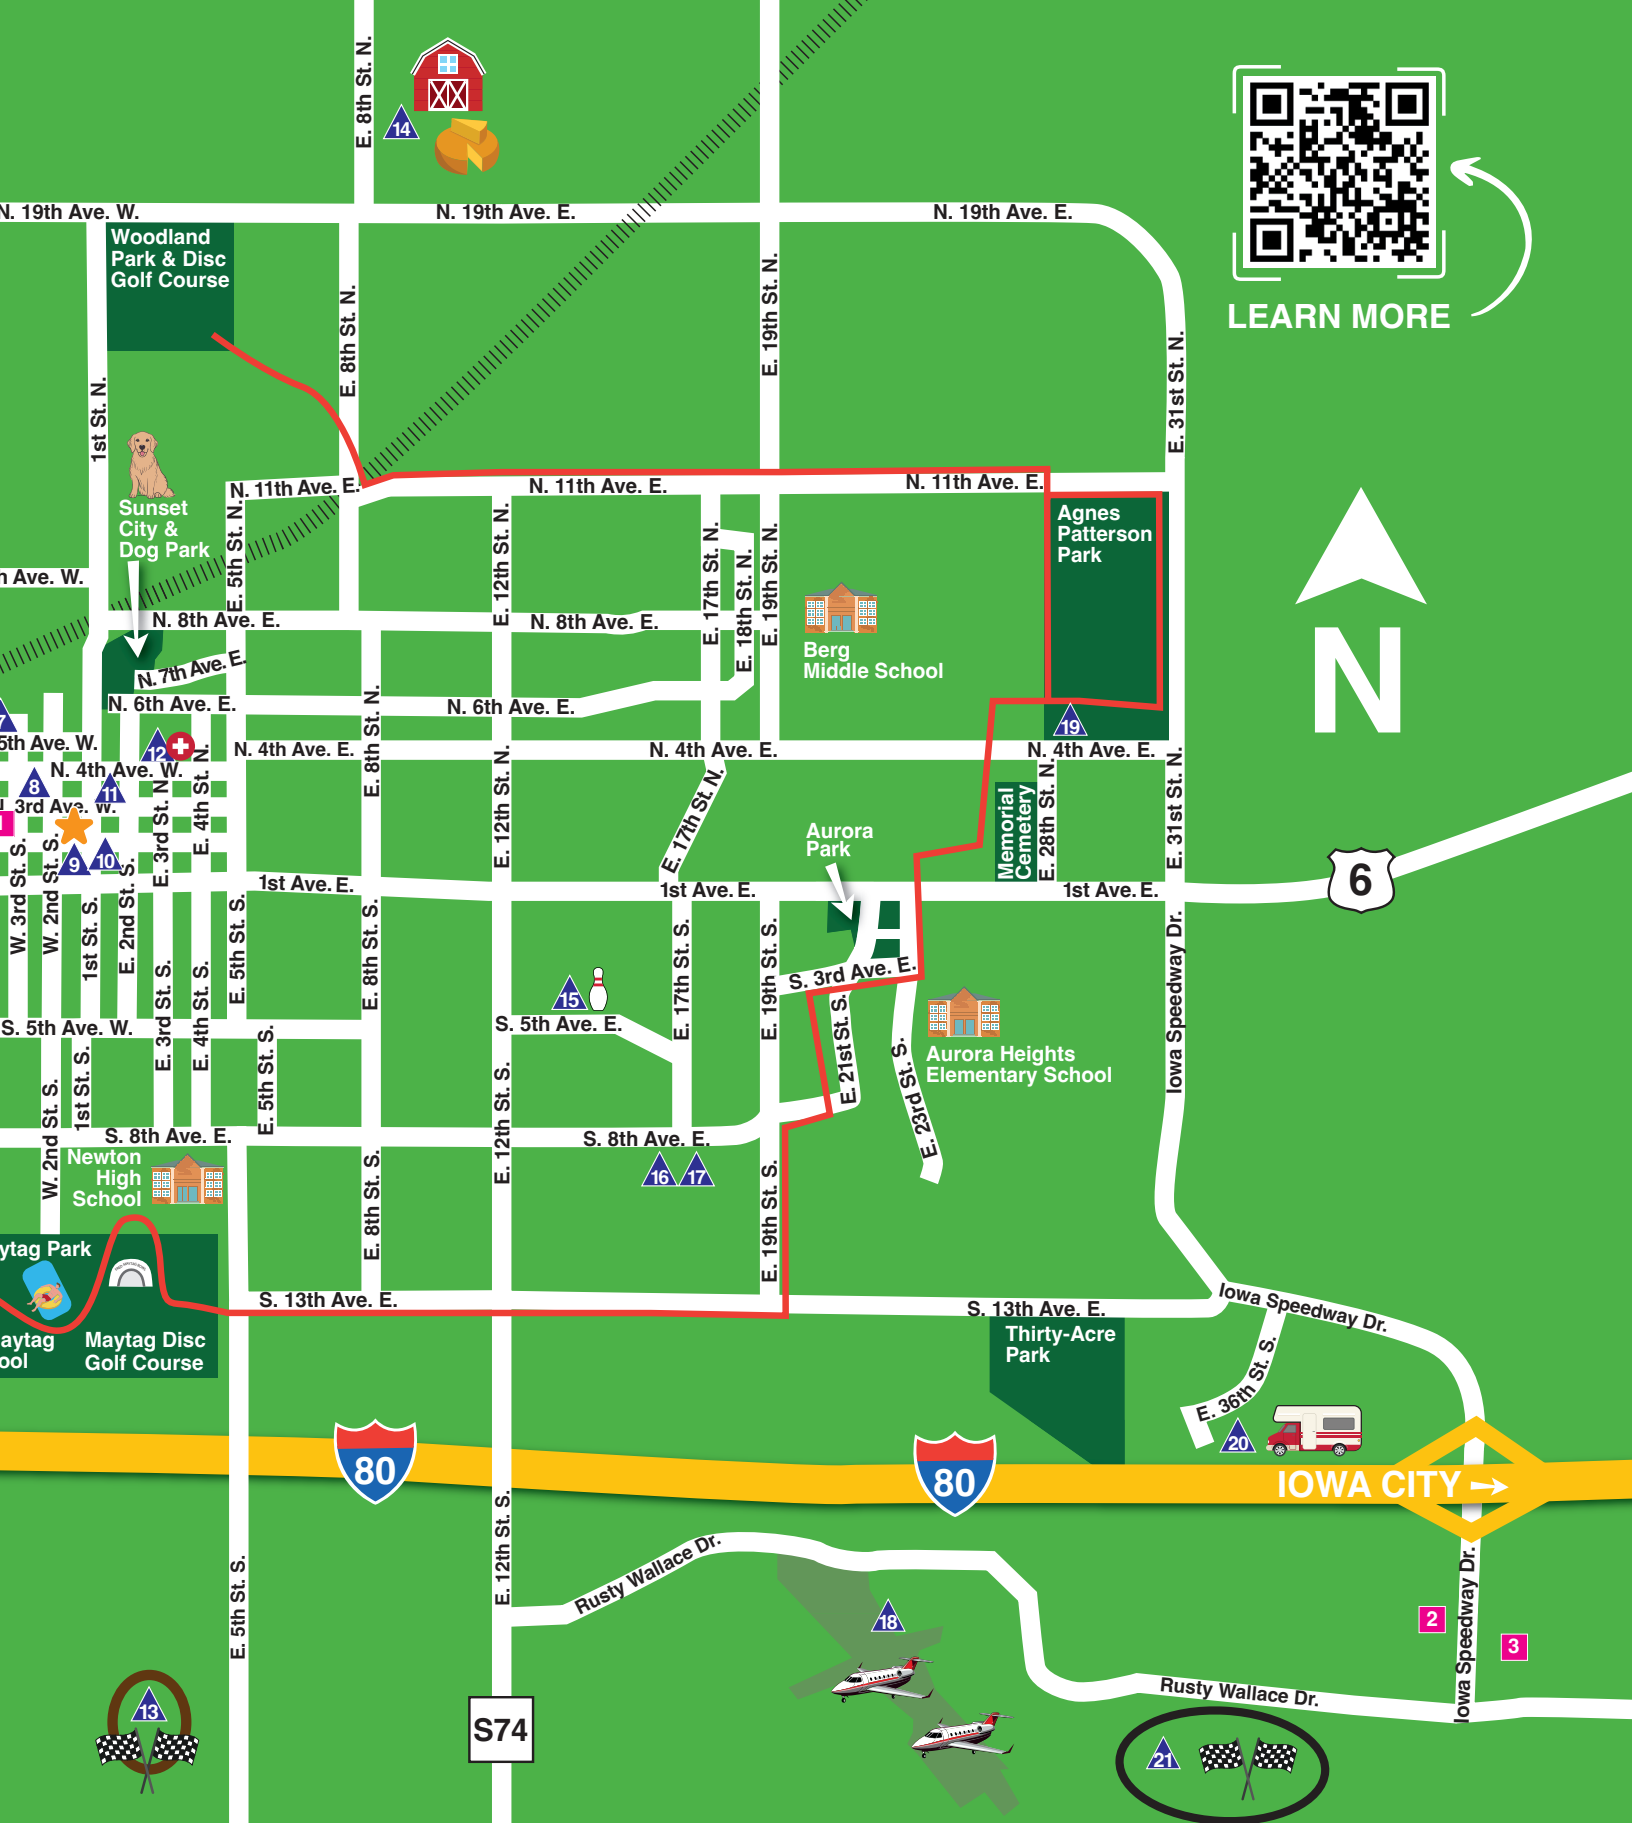 E. 8th St. N.
14
N. 19th Ave. W.
N. 19th Ave. E.
N. 19th Ave. E.
Woodland
Park & Disc
Golf Course
E. 8th St. N.
E. 19th St. N.
LEARN MORE
E. 31st St. N.
1st St. N.
Sunset
City &
Dog Park
N. 11th Ave. E.
N. 11th Ave. E.
N. 11th Ave. E.
Agnes
Patterson
Park
E. 5th St. N.
E. 12th St. N.
E. 17th St. N.
E. 18th St. N.
E. 19th St. N.
h Ave. W.
N. 8th Ave. E.
N. 8th Ave. E.
Berg
Middle School
N
N. 7th Ave. E.
N. 6th Ave. E.
N. 6th Ave. E.
E. 8th St. N.
7
19
5th Ave. W.
12
N. 4th Ave. E.
N. 4th Ave. E.
N. 4th Ave. E.
N. 4th Ave. W.
8
11
3rd Ave. W.
1
9
10
E. 3rd St. N.
E. 4th St. N.
E. 12th St. N.
E. 17th St. N.
Aurora
Park
Memorial
Cemetery
E. 28th St. N.
E. 31st St. N.
6
1st Ave. E.
1st Ave. E.
1st Ave. E.
W. 3rd St. S.
W. 2nd St. S.
1st St. S.
E. 2nd St. S.
E. 3rd St. S.
E. 4th St. S.
E. 5th St. S.
E. 8th St. S.
E. 17th St. S.
E. 19th St. S.
S. 3rd Ave. E.
Iowa Speedway Dr.
15
S. 5th Ave. W.
S. 5th Ave. E.
E. 21st St. S.
E. 23rd St. S.
Aurora Heights
Elementary School
W. 2nd St. S.
1st St. S.
E. 5th St. S.
E. 12th St. S.
S. 8th Ave. E.
S. 8th Ave. E.
Newton
High
School
16
17
E. 8th St. S.
E. 19th St. S.
ytag Park
aytag
ool
Maytag Disc
Golf Course
S. 13th Ave. E.
S. 13th Ave. E.
Iowa Speedway Dr.
Thirty-Acre
Park
E. 36th St. S.
20
80
80
IOWA CITY
E. 12th St. S.
E. 5th St. S.
Rusty Wallace Dr.
18
Iowa Speedway Dr.
2
3
Rusty Wallace Dr.
13
S74
21